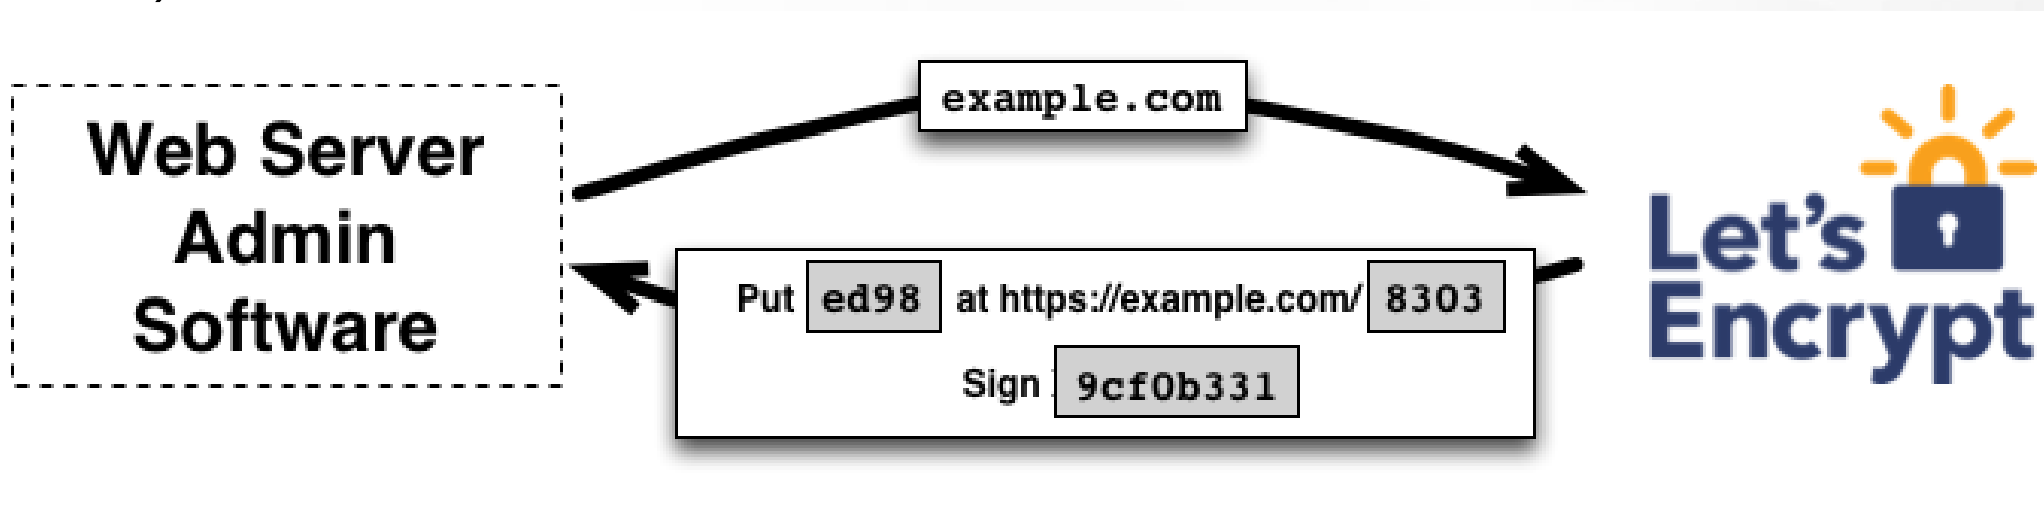 example.com
Web Server
Admin
Software
Put ed98 at https://example.com/ 8303
Sign 9cf0b331
Let's
Encrypt